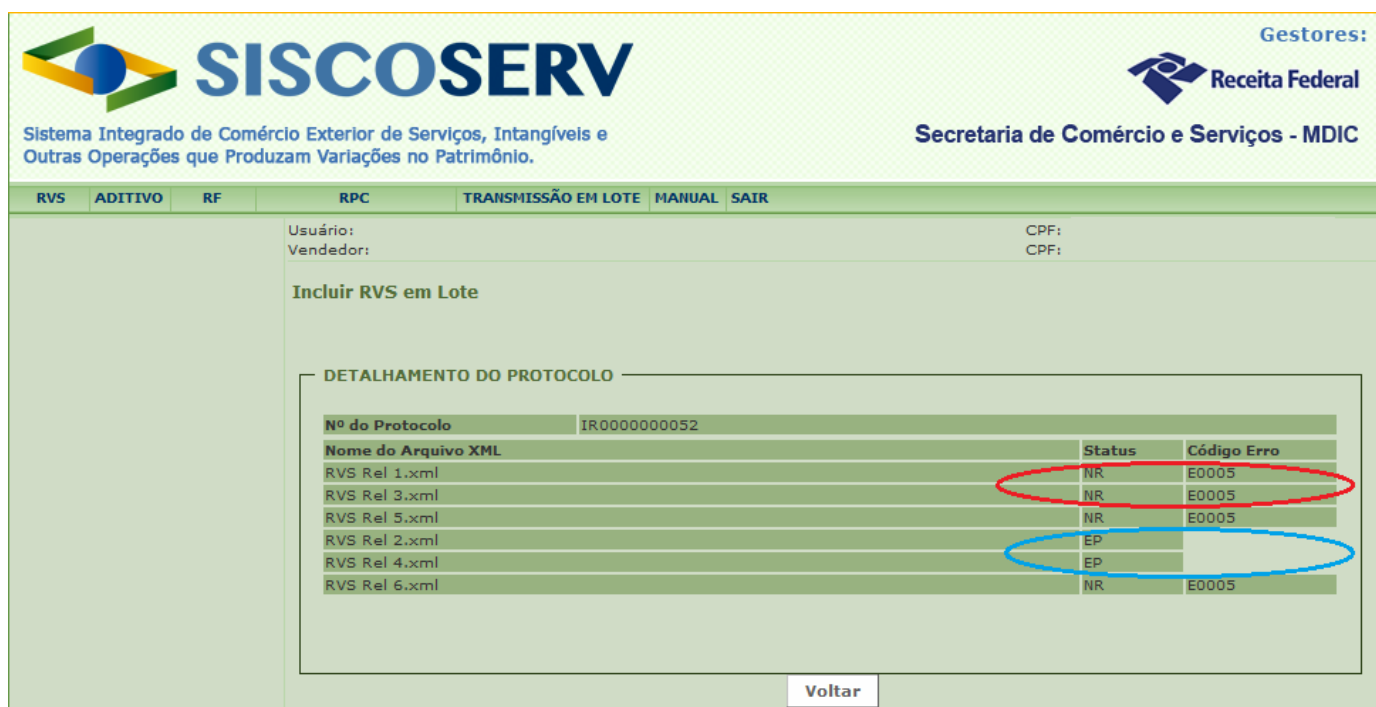 Gestores:
SISCOSERV
Receita Federal
Sistema Integrado de Comércio Exterior de Serviços, Intangíveis e
Outras Operações que Produzam Variações no Patrimônio.
Secretaria de Comércio e Serviços - MDIC
RVS ADITIVO RF RPC TRANSMISSÃO EM LOTE MANUAL SAIR
Usuário: CPF:
Vendedor: CPF:
Incluir RVS em Lote
DETALHAMENTO DO PROTOCOLO
Nº do Protocolo IR0000000052
Nome do Arquivo XML Status Código Erro
RVS Rel 1.xml NR E0005
RVS Rel 3.xml NR E0005
RVS Rel 5.xml NR E0005
RVS Rel 2.xml EP
RVS Rel 4.xml EP
RVS Rel 6.xml NR E0005
Voltar